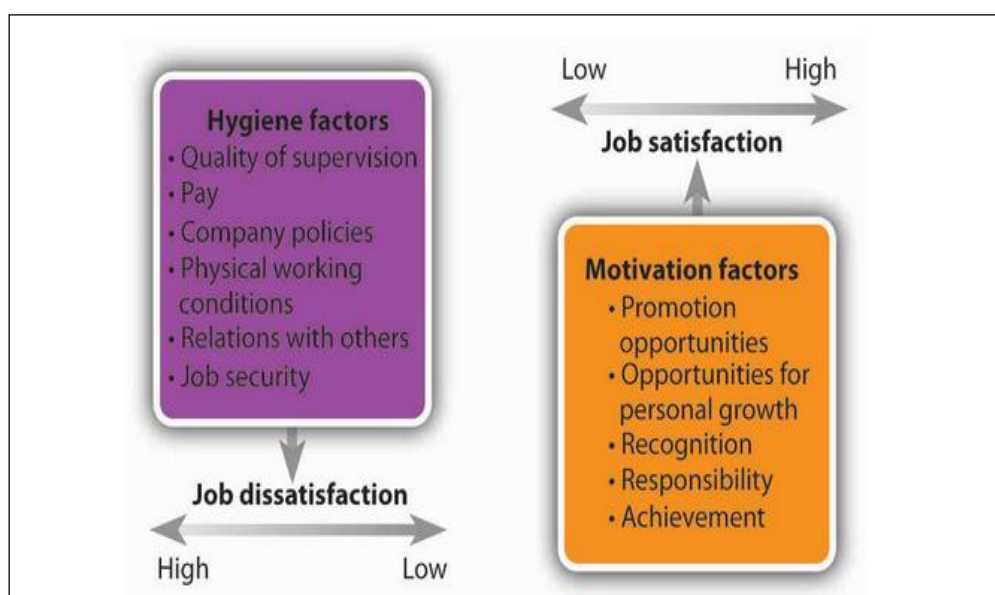 Hygiene factors
• Quality of supervision
• Pay
• Company policies
• Physical working
conditions
• Relations with others
• Job security
Job dissatisfaction
High Low
Low High
Job satisfaction
Motivation factors
• Promotion
opportunities
• Opportunities for
personal growth
• Recognition
• Responsibility
• Achievement